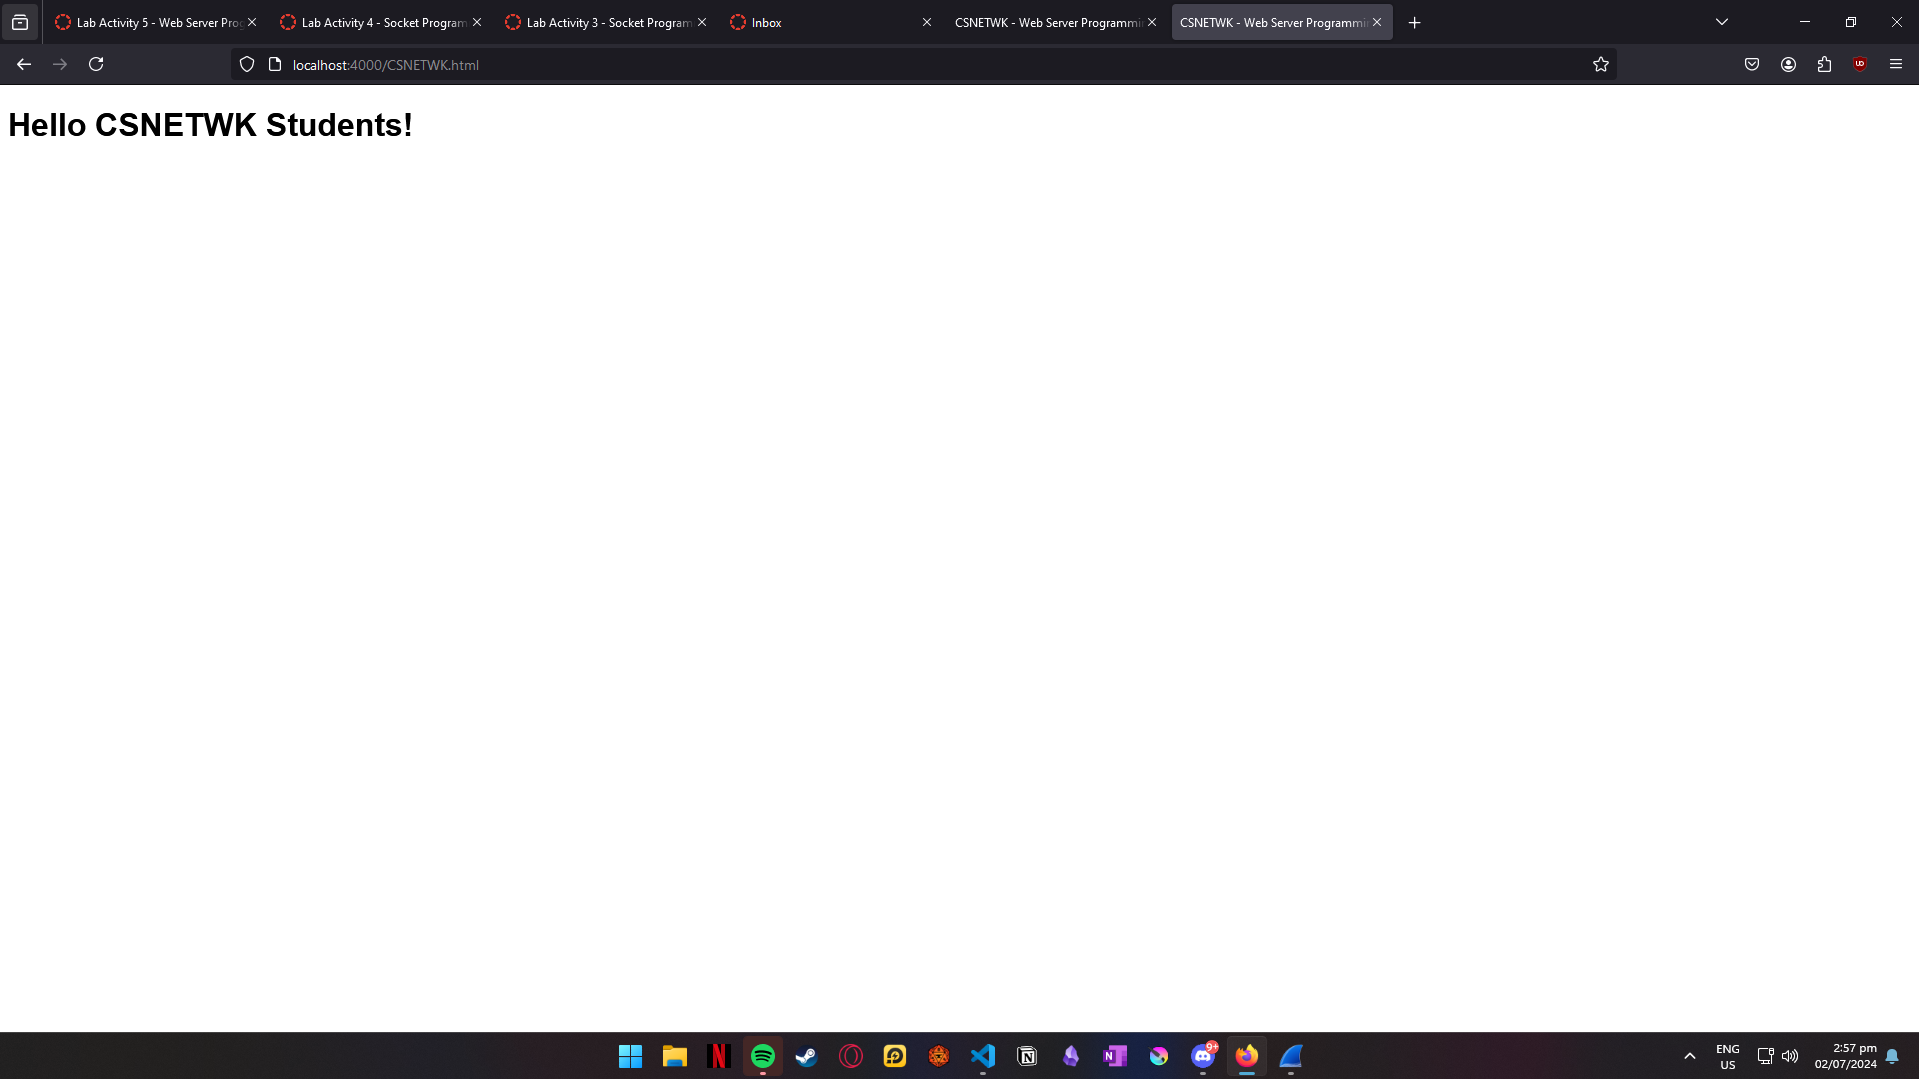 Lab Activity 5 - Web Server Prog
Lab Activity 4 - Socket Program
Lab Activity 3 - Socket Program
Inbox
CSNETWK - Web Server Programmi
CSNETWK - Web Server Programmi
localhost:4000/CSNETWK.html
Hello CSNETWK Students!
9+
ENG
US
2:57 pm
02/07/2024